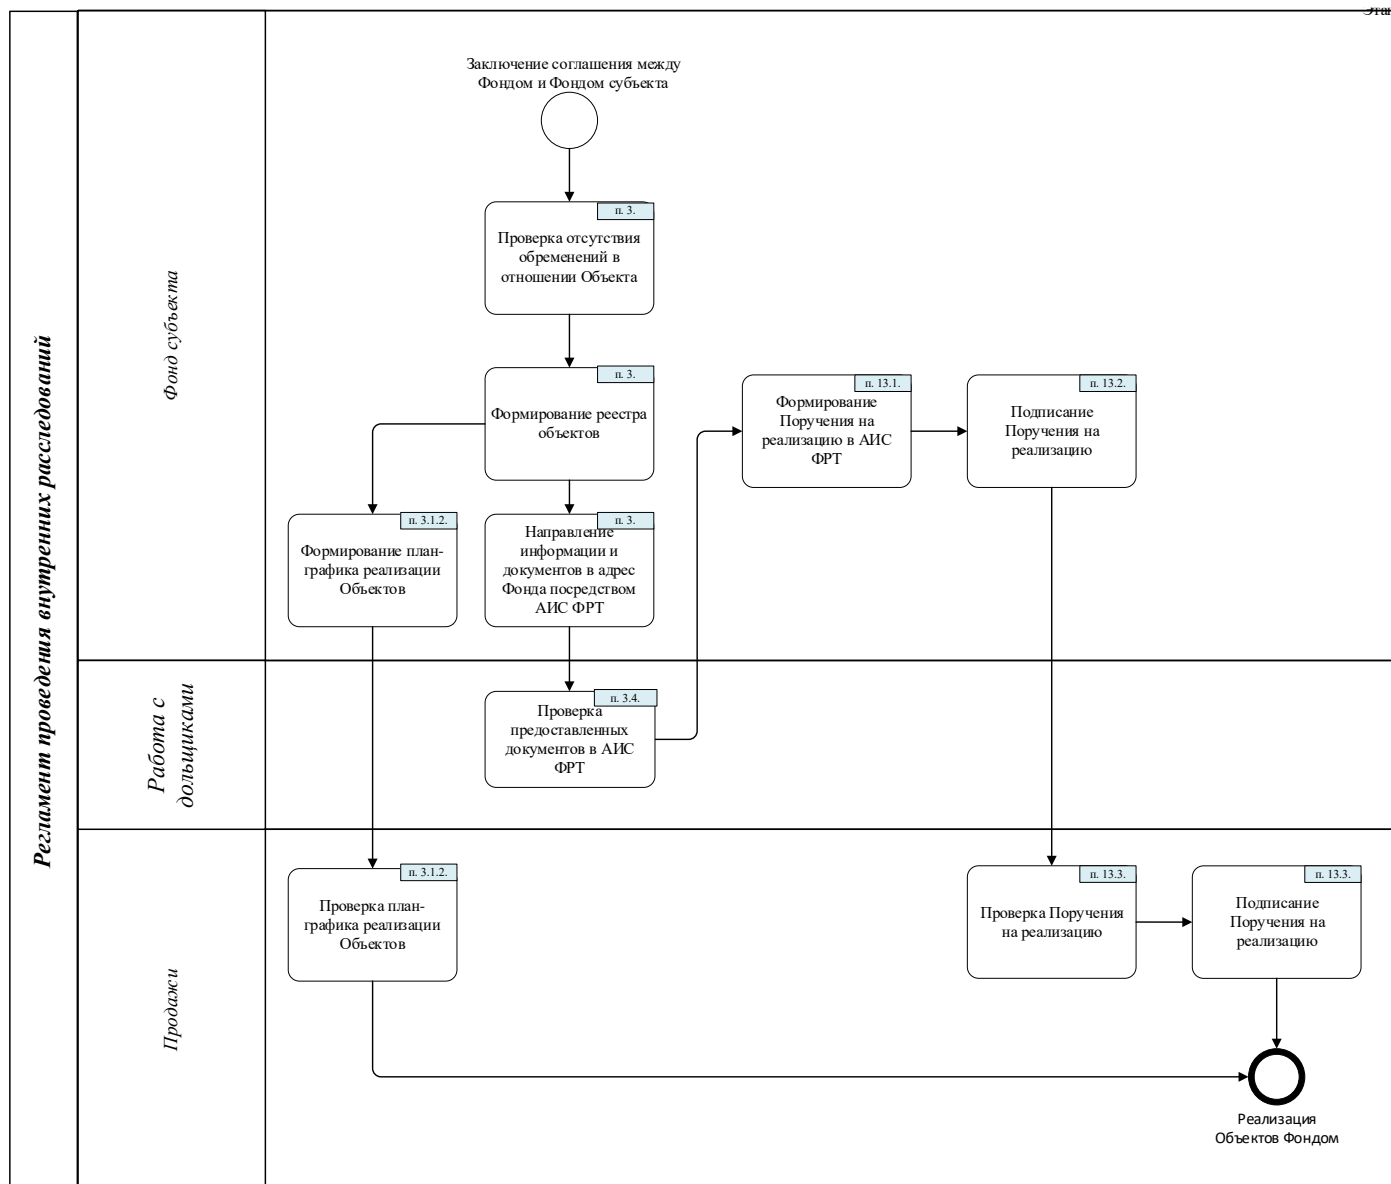 Заключение соглашения между
Фондом и Фондом субъекта
п. 3.
Проверка отсутствия
обременений в
отношении Объекта
Фонд субъекта
п. 3.
Формирование реестра
объектов
п. 13.1.
Формирование
Поручения на
реализацию в АИС
ФРТ
п. 13.2.
Подписание
Поручения на
реализацию
п. 3.1.2.
Формирование план-
графика реализации
Объектов
п. 3.
Направление
информации и
документов в адрес
Фонда посредством
АИС ФРТ
Регламент проведения внутренних расследований
Работа с
дольщиками
п. 3.4.
Проверка
предоставленных
документов в АИС
ФРТ
Продажи
п. 3.1.2.
Проверка план-
графика реализации
Объектов
п. 13.3.
Проверка Поручения
на реализацию
п. 13.3.
Подписание
Поручения на
реализацию
Реализация
Объектов Фондом